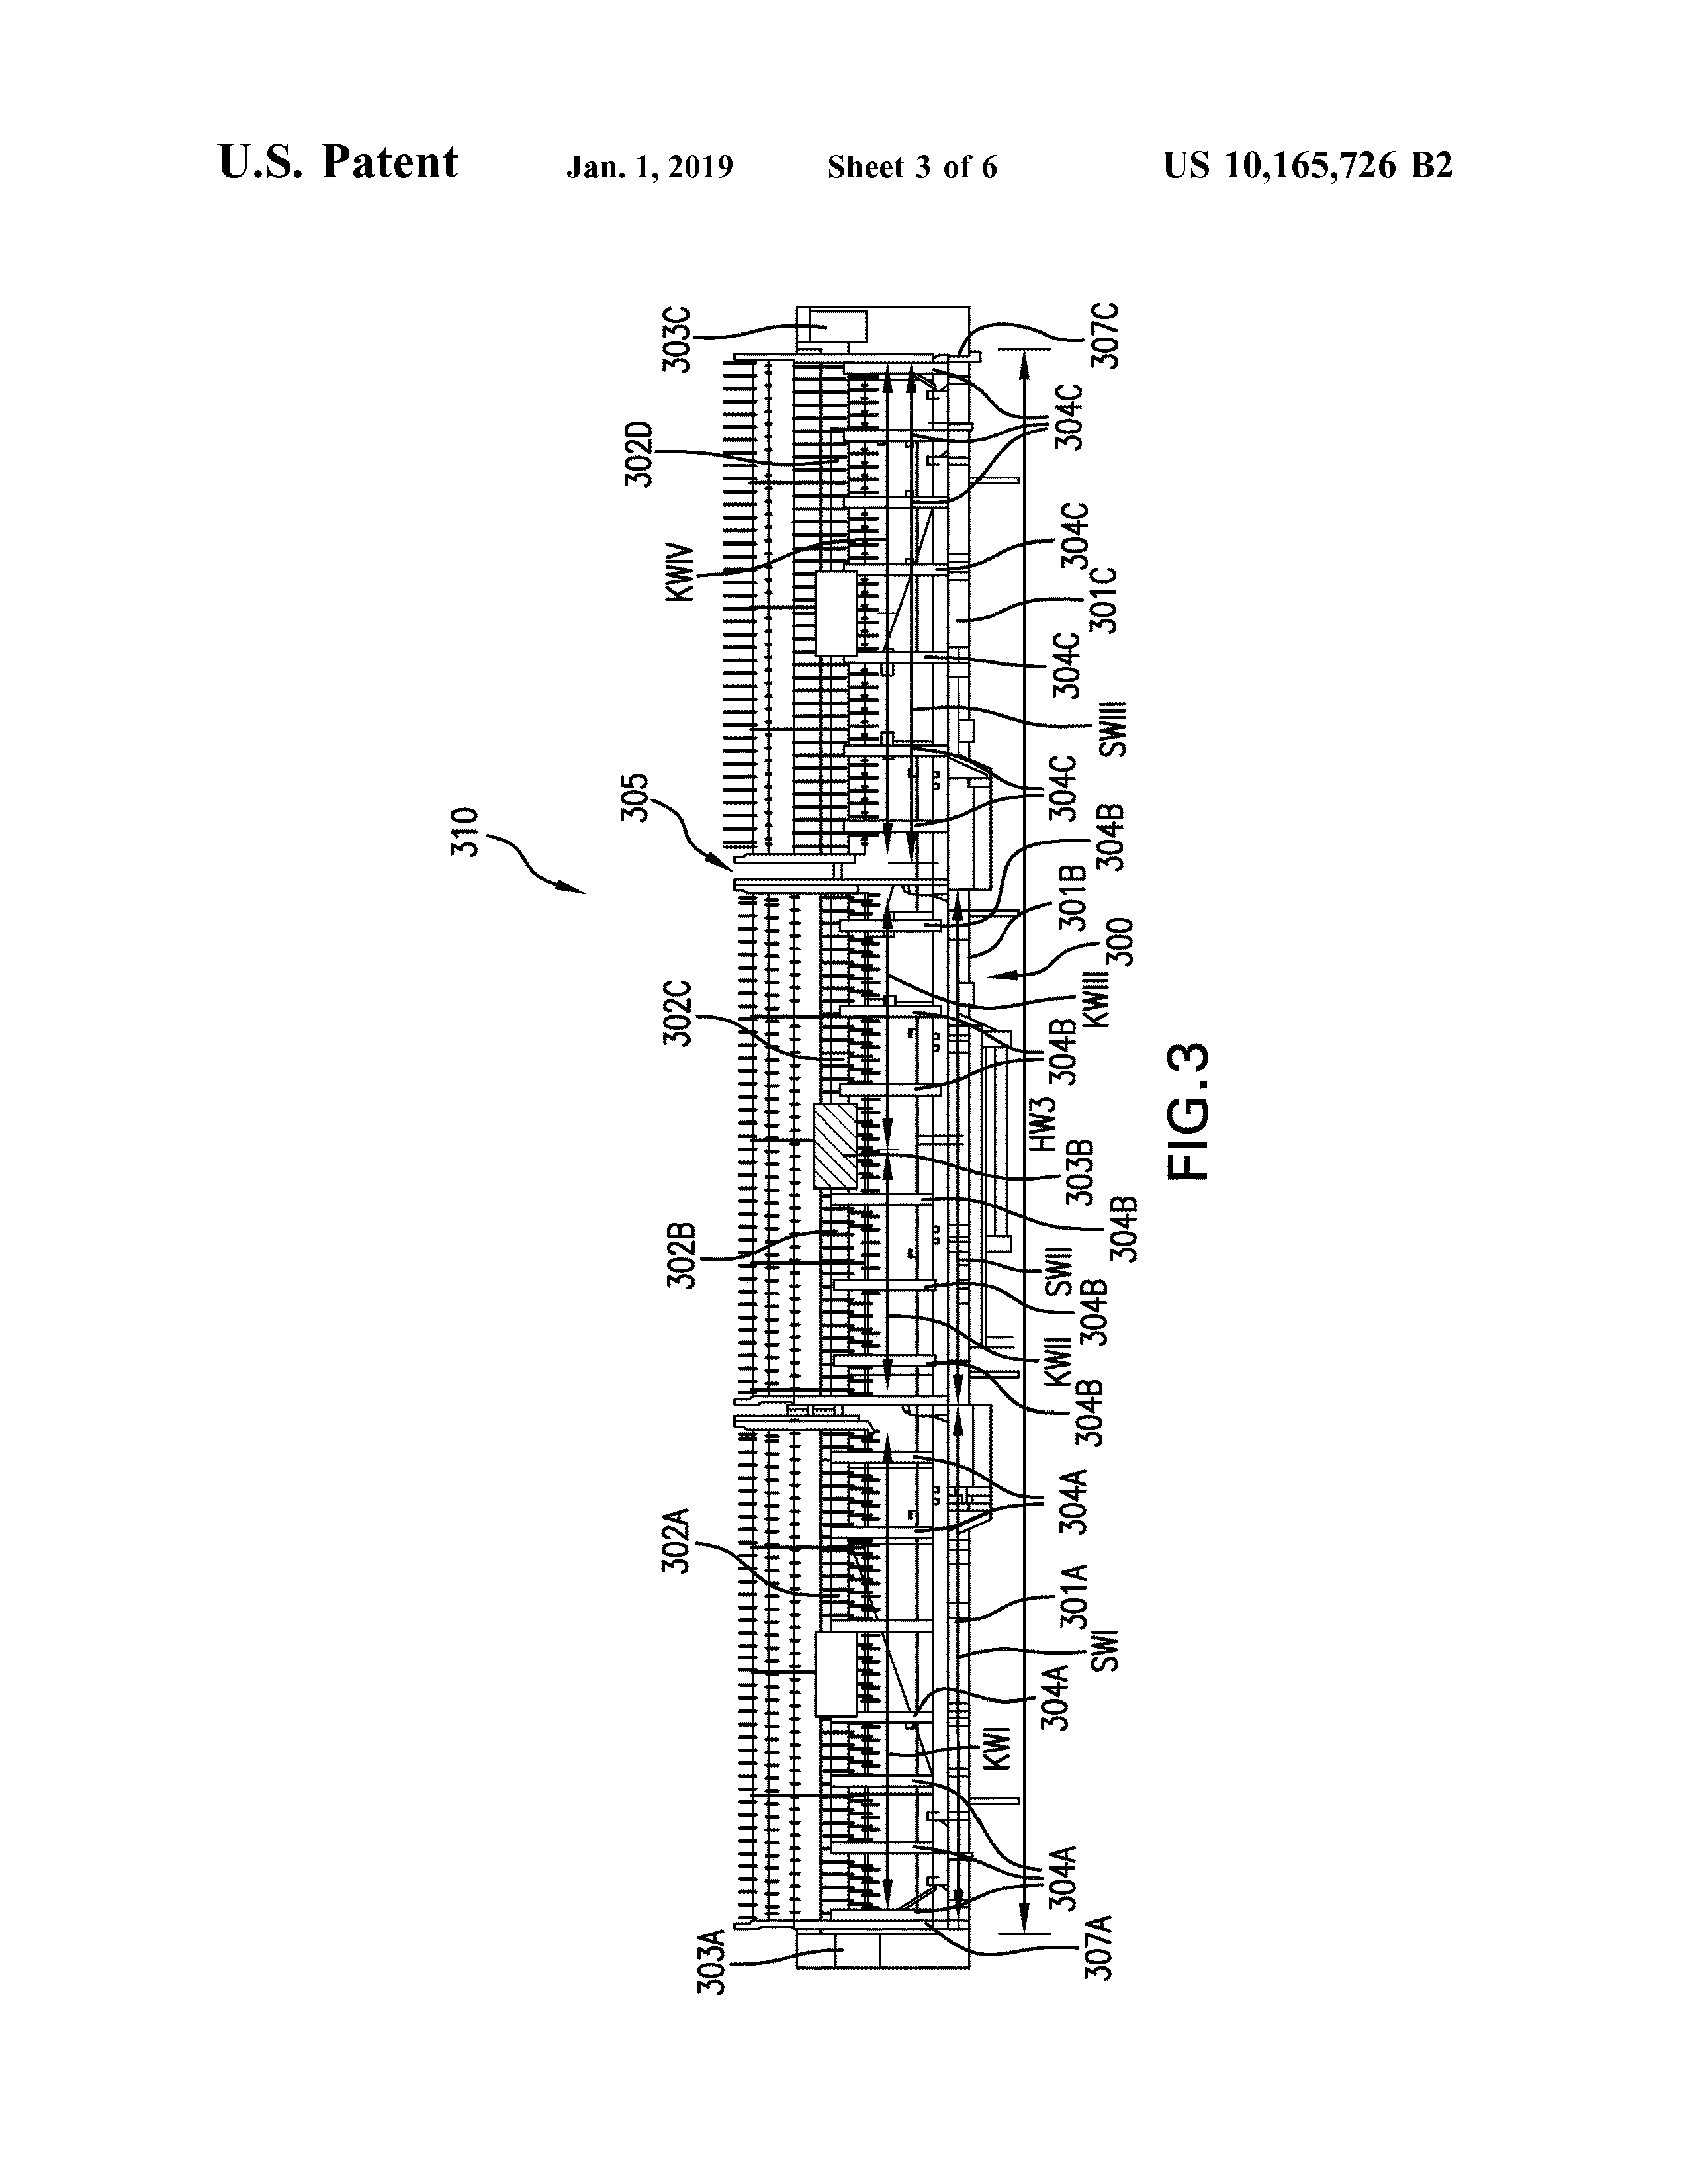 U.S. Patent Jan. 1, 2019 Sheet 3 of 6 US 10,165,726 B2
310
305
303A
302A
302B
302C
KWIV
302D
303C
KWI
KWII
HW3
KWIII
307A
304A
304A
SWI
301A
304A
304B
SWII
304B
304B
303B
304B
300
301B
304B
304C
SWIII
304C
301C
304C
304C
307C
FIG.3